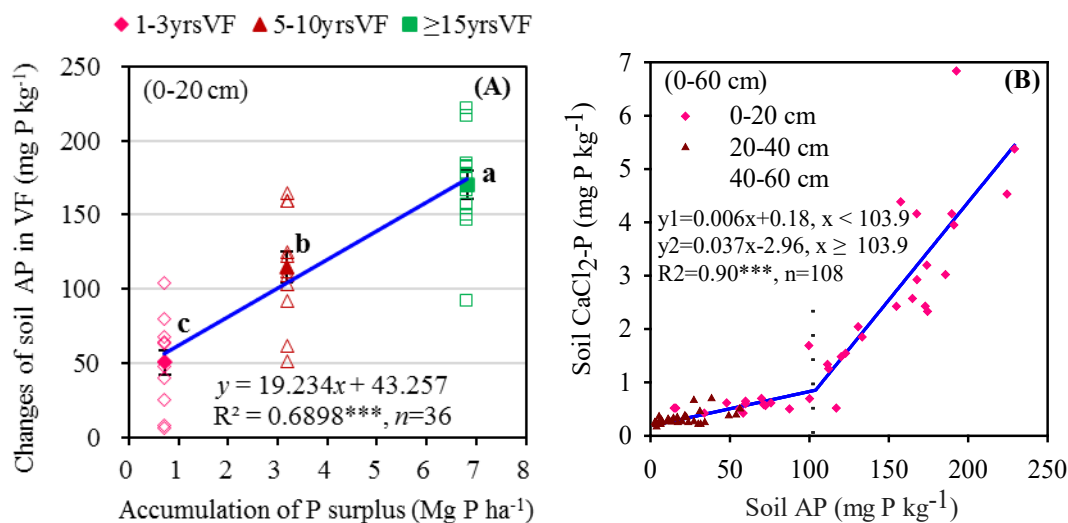 1-3yrsVF 5-10yrsVF ≥15yrsVF
(0-20 cm) (A)
Changes of soil AP in VF (mg P kg⁻¹)
250
200
150
100
50
0
a
b
c
y = 19.234x + 43.257
R² = 0.6898***, n=36
0 1 2 3 4 5 6 7 8
Accumulation of P surplus (Mg P ha⁻¹)
(0-60 cm) (B)
0-20 cm
20-40 cm
40-60 cm
Soil CaCl₂-P (mg P kg⁻¹)
7
6
5
4
3
2
1
0
y1=0.006x+0.18, x < 103.9
y2=0.037x-2.96, x ≥ 103.9
R2=0.90***, n=108
0 50 100 150 200 250
Soil AP (mg P kg⁻¹)